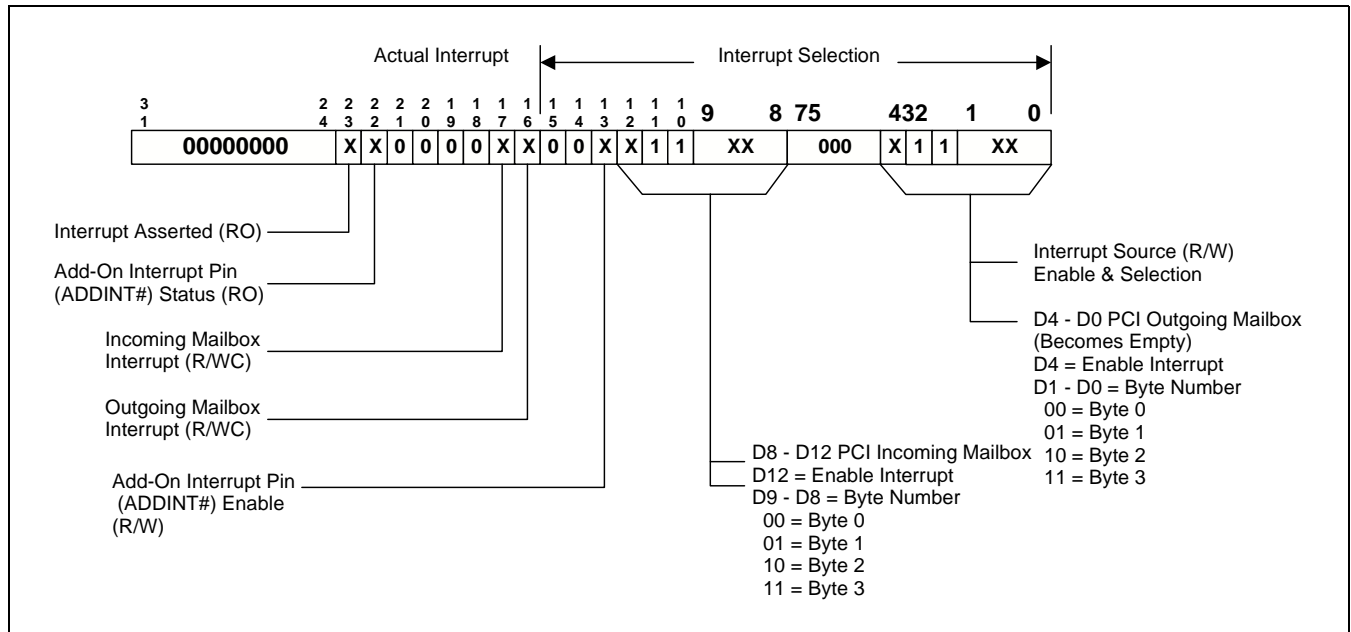 Actual Interrupt Interrupt Selection
3 2 2 2 2 2 1 1 1 1 1 1 1 1 1 1
1 4 3 2 1 0 9 8 7 6 5 4 3 2 1 0 9 8 75 432 1 0
00000000 X X 0 0 0 0 X X 0 0 X X 1 1 XX 000 X 1 1 XX
Interrupt Asserted (RO)
Add-On Interrupt Pin
(ADDINT#) Status (RO)
Incoming Mailbox
Interrupt (R/WC)
Outgoing Mailbox
Interrupt (R/WC)
Add-On Interrupt Pin
(ADDINT#) Enable
(R/W)
D8 - D12 PCI Incoming Mailbox
D12 = Enable Interrupt
D9 - D8 = Byte Number
00 = Byte 0
01 = Byte 1
10 = Byte 2
11 = Byte 3
Interrupt Source (R/W)
Enable & Selection
D4 - D0 PCI Outgoing Mailbox
(Becomes Empty)
D4 = Enable Interrupt
D1 - D0 = Byte Number
00 = Byte 0
01 = Byte 1
10 = Byte 2
11 = Byte 3